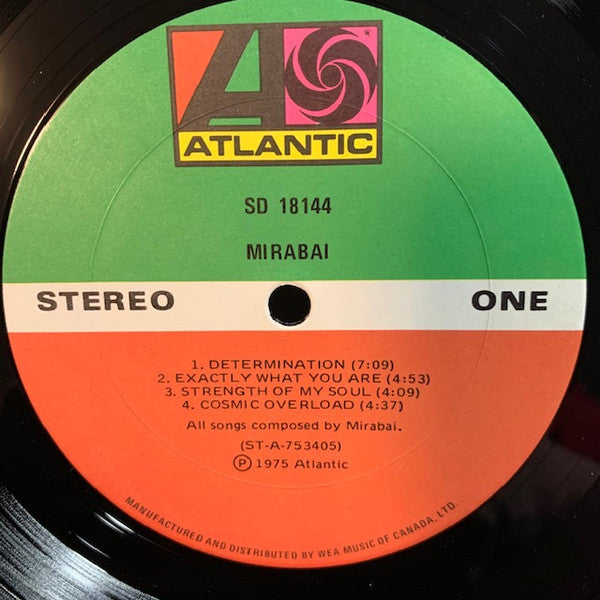 ATLANTIC
SD 18144
MIRABAI
STEREO ONE
1. DETERMINATION (7:09)
2. EXACTLY WHAT YOU ARE (4:53)
3. STRENGTH OF MY SOUL (4:09)
4. COSMIC OVERLOAD (4:37)
All songs composed by Mirabai.
(ST-A-753405)
Ⓟ 1975 Atlantic
MANUFACTURED AND DISTRIBUTED BY WEA MUSIC OF CANADA, LTD.